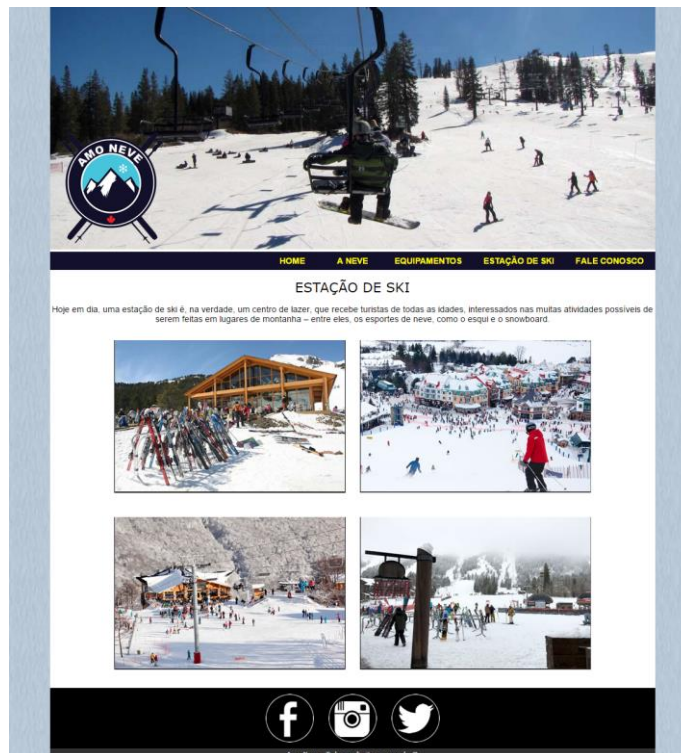 AMO NEVE
HOME A NEVE EQUIPAMENTOS ESTAÇÃO DE SKI FALE CONOSCO
ESTAÇÃO DE SKI
Hoje em dia, uma estação de ski é, na verdade, um centro de lazer, que recebe turistas de todas as idades, interessados nas muitas atividades possíveis de
serem feitas em lugares de montanha – entre eles, os esportes de neve, como o esqui e o snowboard.